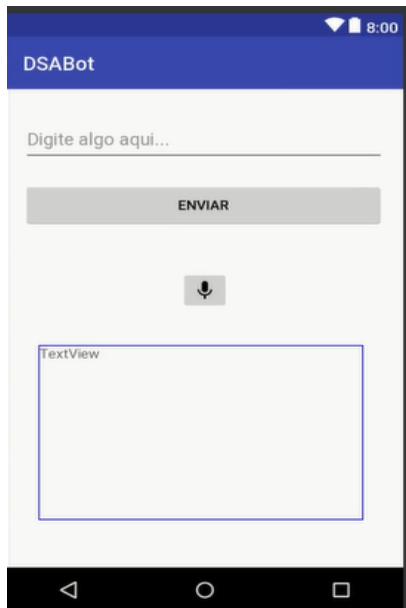 8:00
DSABot
Digite algo aqui...
ENVIAR
TextView